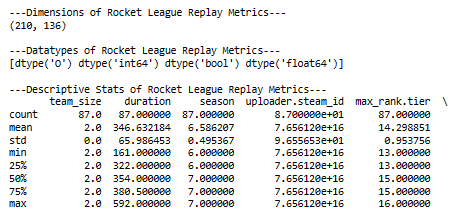 ---Dimensions of Rocket League Replay Metrics---
(210, 136)
---Datatypes of Rocket League Replay Metrics---
[dtype('O') dtype('int64') dtype('bool') dtype('float64')]
---Descriptive Stats of Rocket League Replay Metrics---
team_size duration season uploader.steam_id max_rank.tier \
count 87.0 87.000000 87.000000 8.700000e+01 87.000000
mean 2.0 346.632184 6.586207 7.656120e+16 14.298851
std 0.0 65.986453 0.495367 9.655653e+01 0.953756
min 2.0 161.000000 6.000000 7.656120e+16 13.000000
25% 2.0 322.000000 6.000000 7.656120e+16 13.000000
50% 2.0 354.000000 7.000000 7.656120e+16 15.000000
75% 2.0 380.500000 7.000000 7.656120e+16 15.000000
max 2.0 592.000000 7.000000 7.656120e+16 16.000000